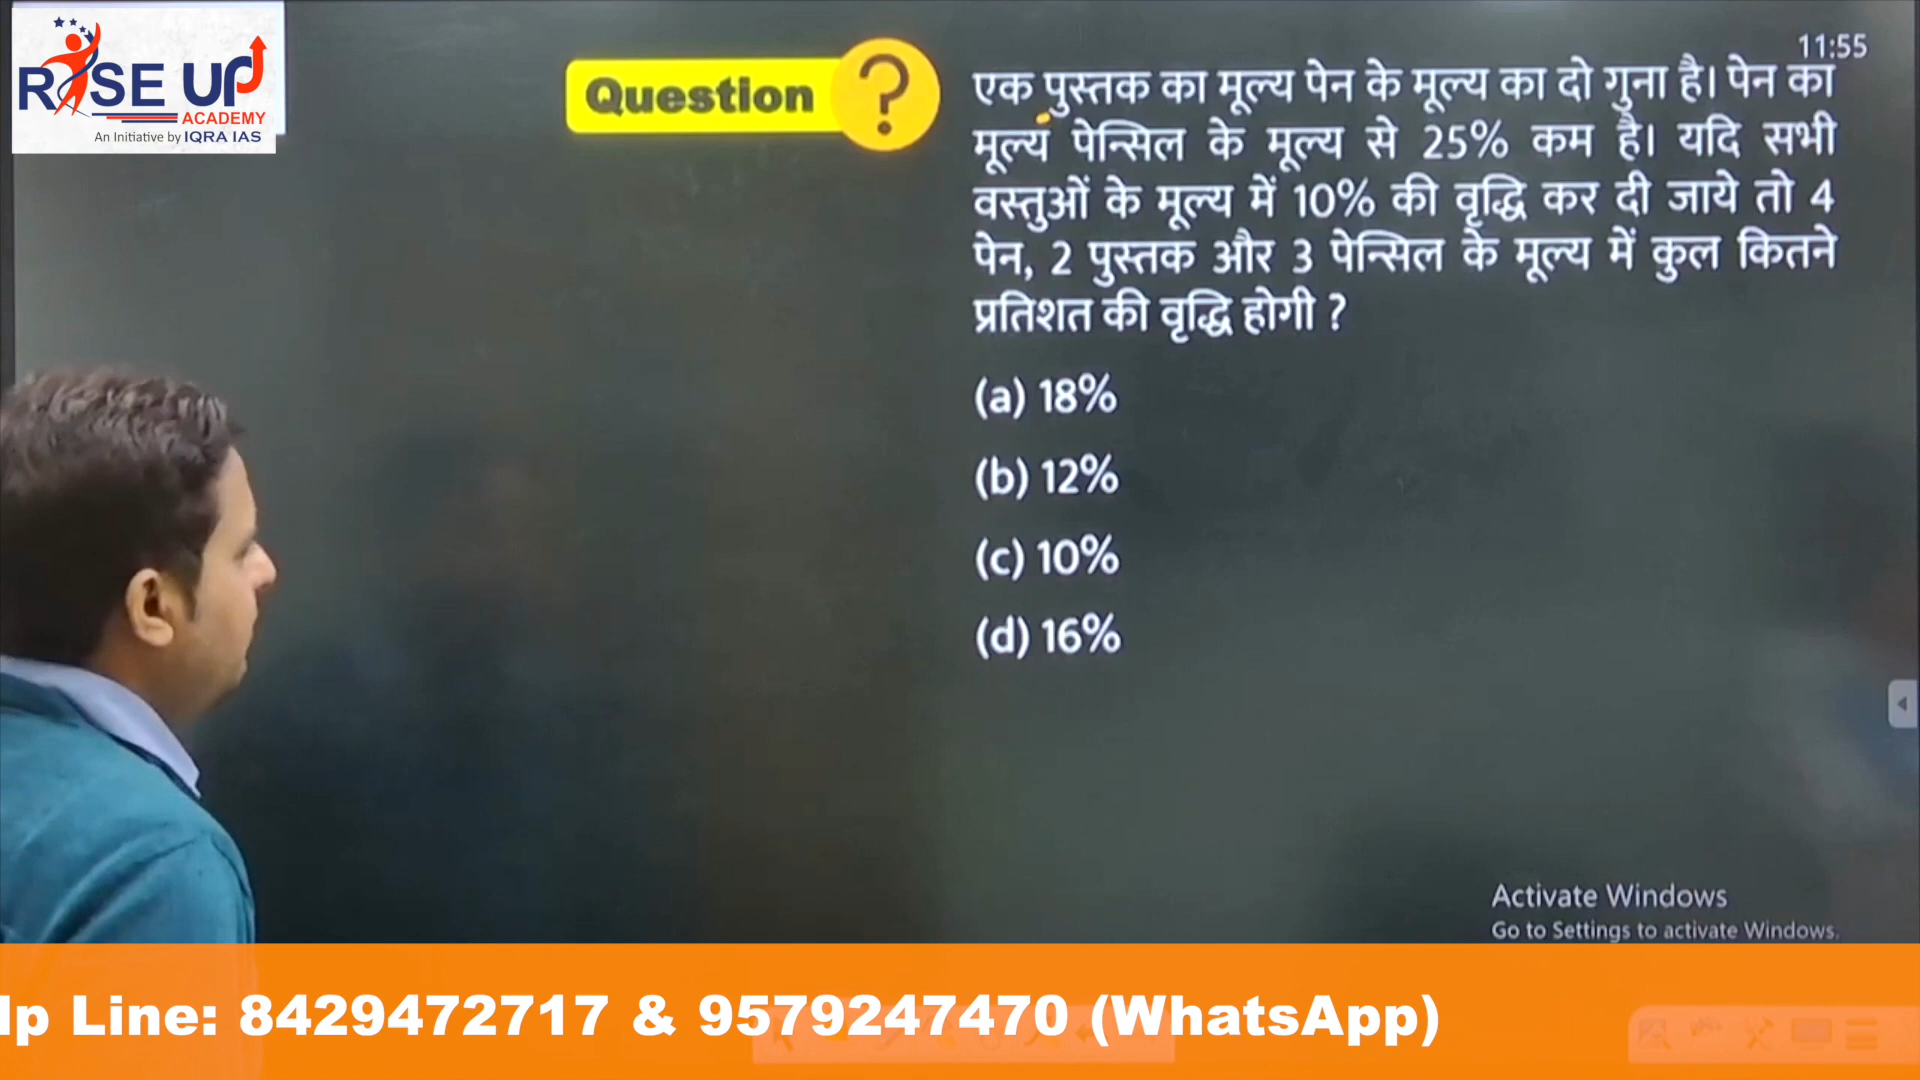 RISE UP
ACADEMY
An Initiative by IQRA IAS
Question ?
11:55
एक पुस्तक का मूल्य पेन के मूल्य का दो गुना है। पेन का
मूल्य पेन्सिल के मूल्य से 25% कम है। यदि सभी
वस्तुओं के मूल्य में 10% की वृद्धि कर दी जाये तो 4
पेन, 2 पुस्तक और 3 पेन्सिल के मूल्य में कुल कितने
प्रतिशत की वृद्धि होगी ?
(a) 18%
(b) 12%
(c) 10%
(d) 16%
Activate Windows
Go to Settings to activate Windows.
lp Line: 8429472717 & 9579247470 (WhatsApp)